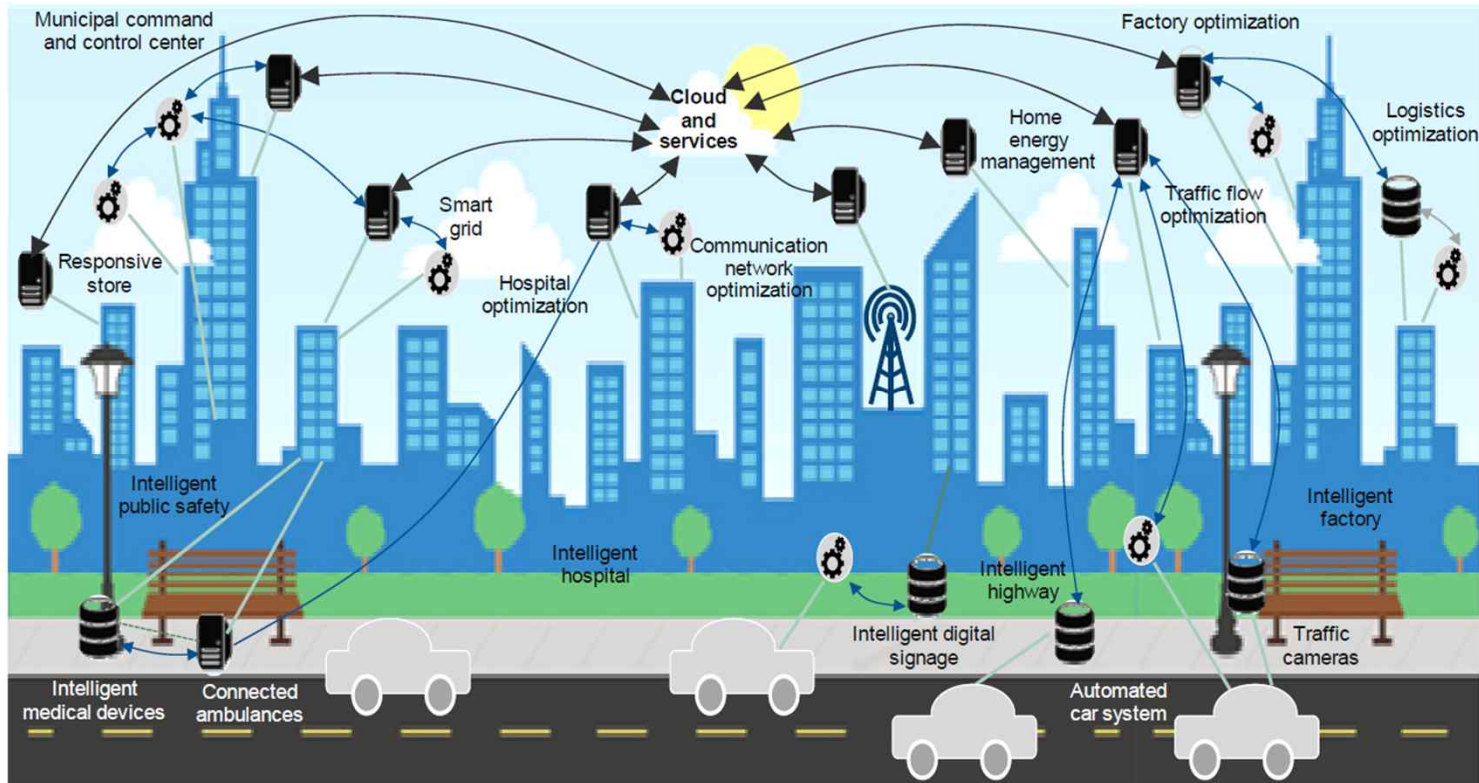 Municipal command
and control center
Factory optimization
Cloud
and
services
Home
energy
management
Logistics
optimization
Smart
grid
Traffic flow
optimization
Responsive
store
Hospital
optimization
Communication
network
optimization
Intelligent
public safety
Intelligent
hospital
Intelligent
highway
Intelligent
factory
Intelligent digital
signage
Traffic
cameras
Intelligent
medical devices
Connected
ambulances
Automated
car system